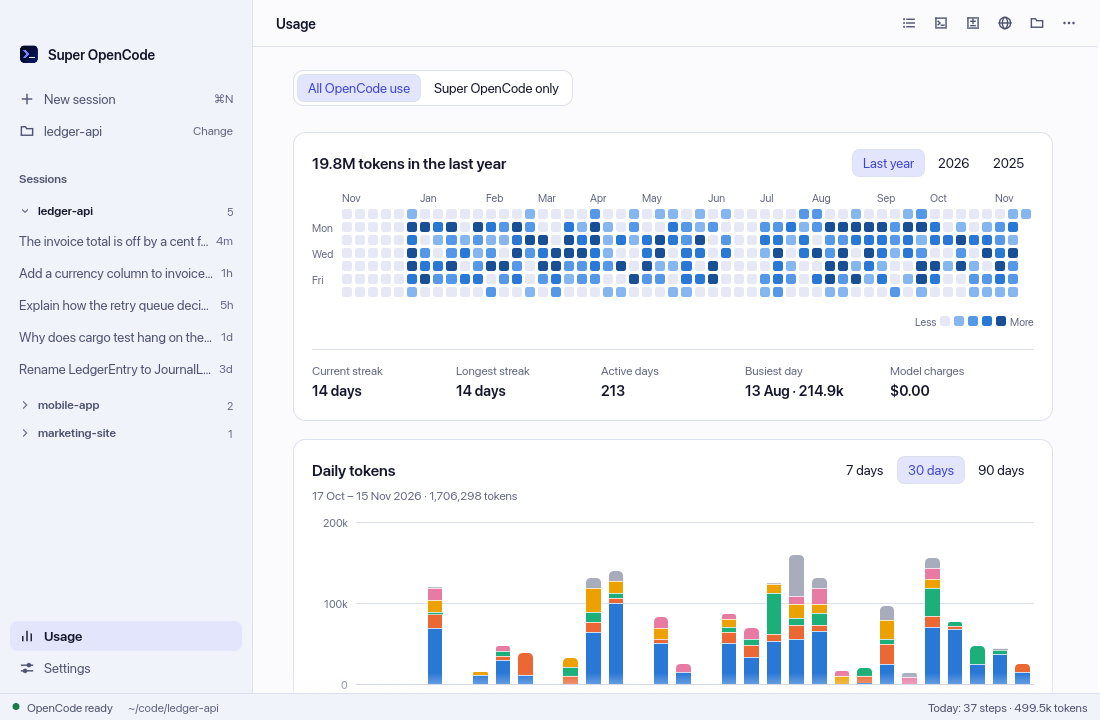 Super OpenCode
New session ⌘N
ledger-api Change
Sessions
ledger-api 5
The invoice total is off by a cent f... 4m
Add a currency column to invoice... 1h
Explain how the retry queue deci... 5h
Why does cargo test hang on the... 1d
Rename LedgerEntry to JournalL... 3d
mobile-app 2
marketing-site 1
Usage
Settings
OpenCode ready ~/code/ledger-api
Usage
All OpenCode use Super OpenCode only
19.8M tokens in the last year Last year 2026 2025
Nov Jan Feb Mar Apr May Jun Jul Aug Sep Oct Nov
Mon
Wed
Fri
Less More
Current streak Longest streak Active days Busiest day Model charges
14 days 14 days 213 13 Aug · 214.9k $0.00
Daily tokens 7 days 30 days 90 days
17 Oct – 15 Nov 2026 · 1,706,298 tokens
200k
100k
0
Today: 37 steps · 499.5k tokens